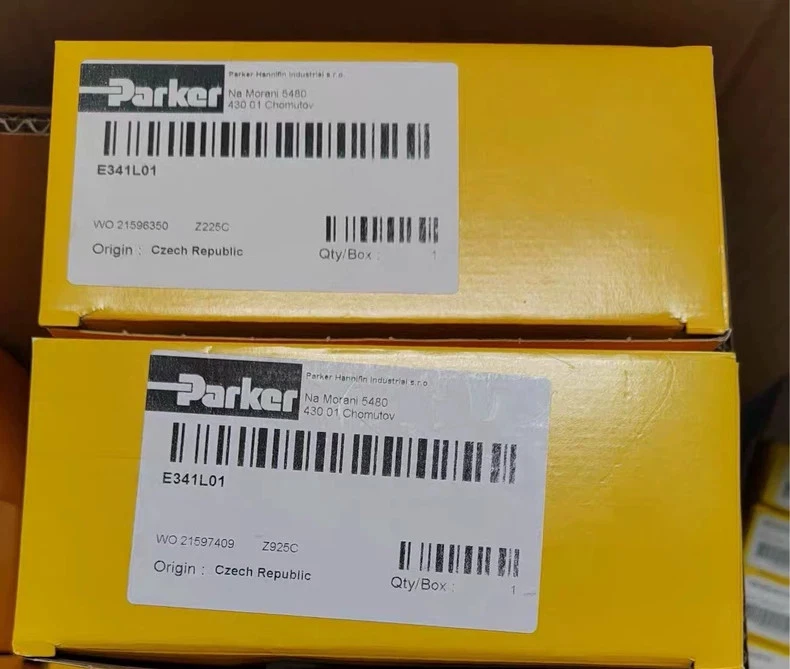 Parker
Parker Hannifin Industrial s.r.o.
Na Morani 5480
430 01 Chomutov
E341L01
WO 21596350 Z225C
Origin : Czech Republic
Qty/Box : 1
Parker
Parker Hannifin Industrial s.r.o.
Na Morani 5480
430 01 Chomutov
E341L01
WO 21597409 Z925C
Origin : Czech Republic
Qty/Box : 1